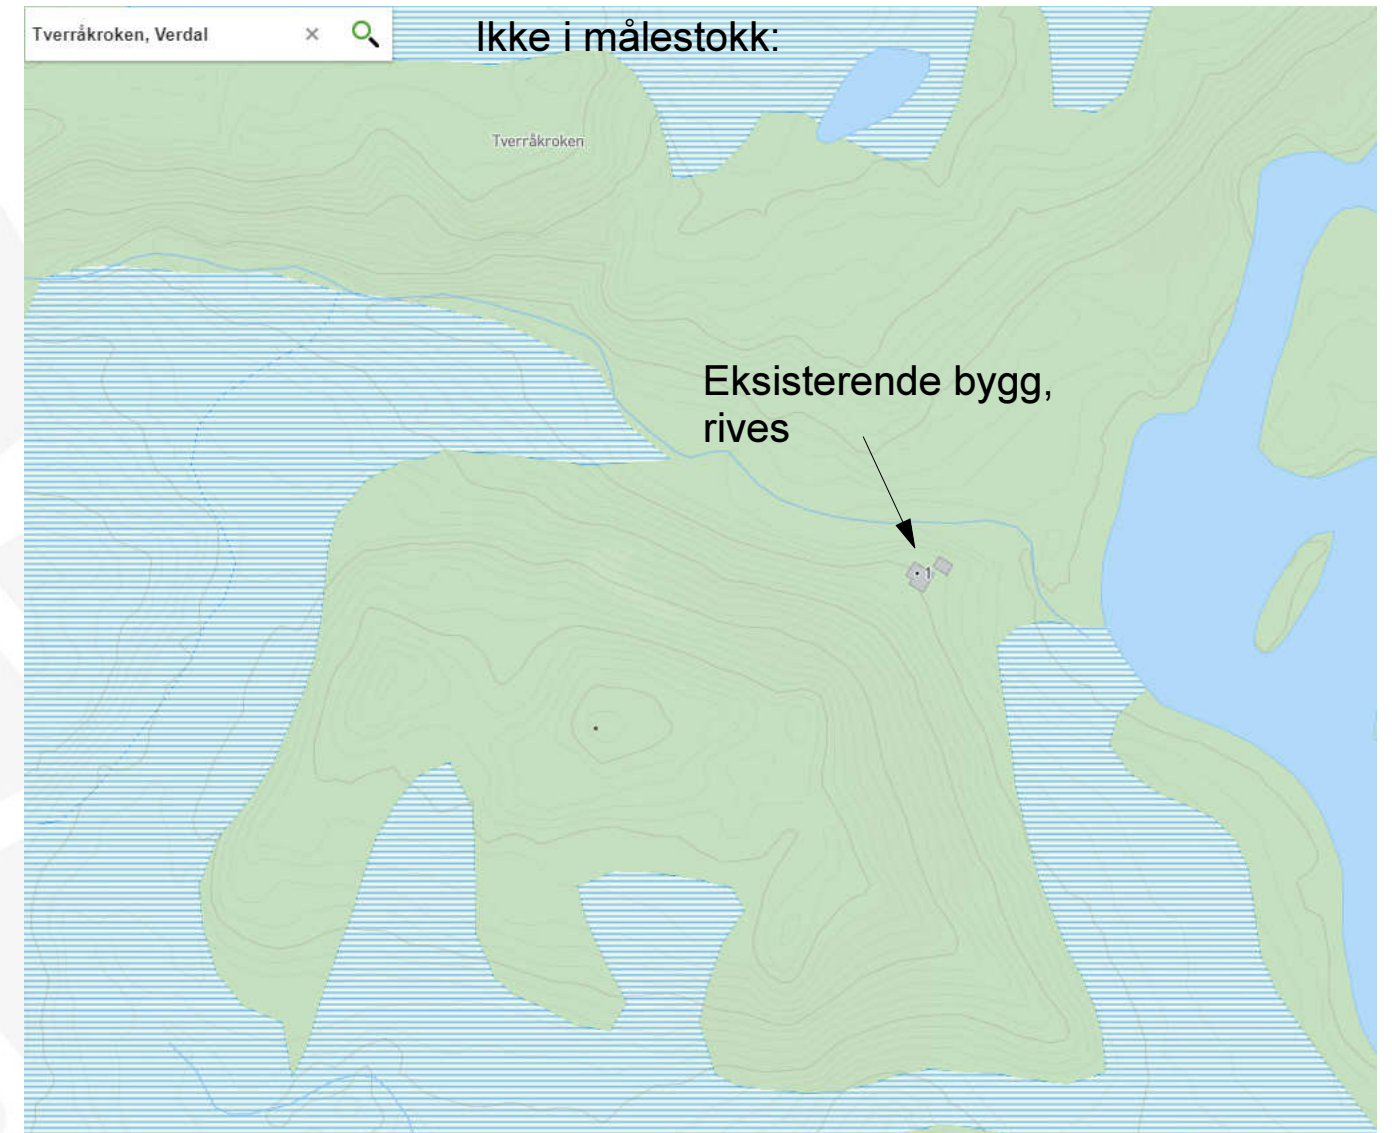 Tverråkroken, Verdal
Ikke i målestokk:
Tverråkroken
Eksisterende bygg,
rives
1